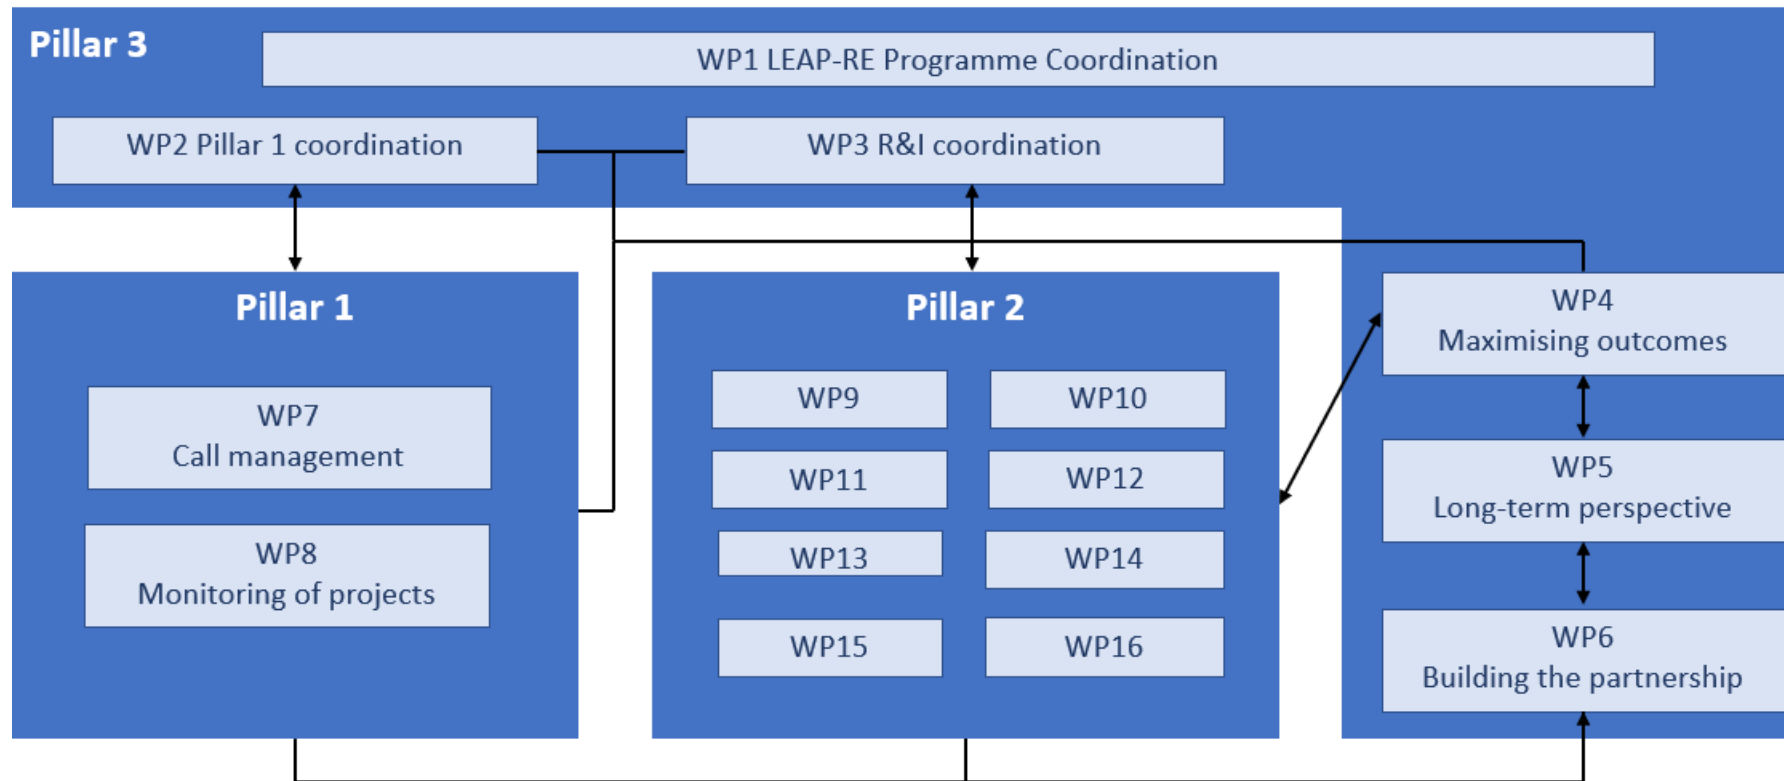 Pillar 3
WP1 LEAP-RE Programme Coordination
WP2 Pillar 1 coordination
WP3 R&I coordination
Pillar 1
WP7
Call management
WP8
Monitoring of projects
Pillar 2
WP9
WP10
WP11
WP12
WP13
WP14
WP15
WP16
WP4
Maximising outcomes
WP5
Long-term perspective
WP6
Building the partnership